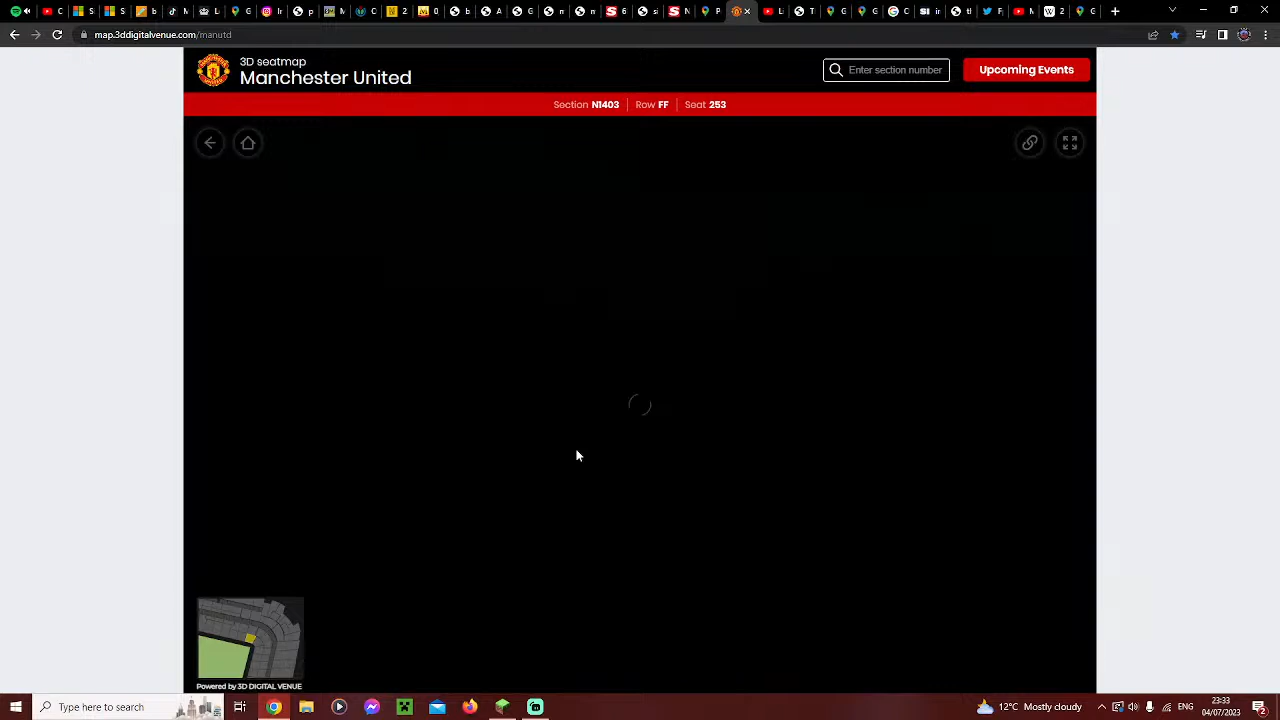 map.3ddigitalvenue.com/manutd
3D seatmap
Manchester United
Enter section number
Upcoming Events
Section N1403 Row FF Seat 253
Powered by 3D DIGITAL VENUE
Type here to search
12°C Mostly cloudy
ENG
23:33
04/07/2023
2